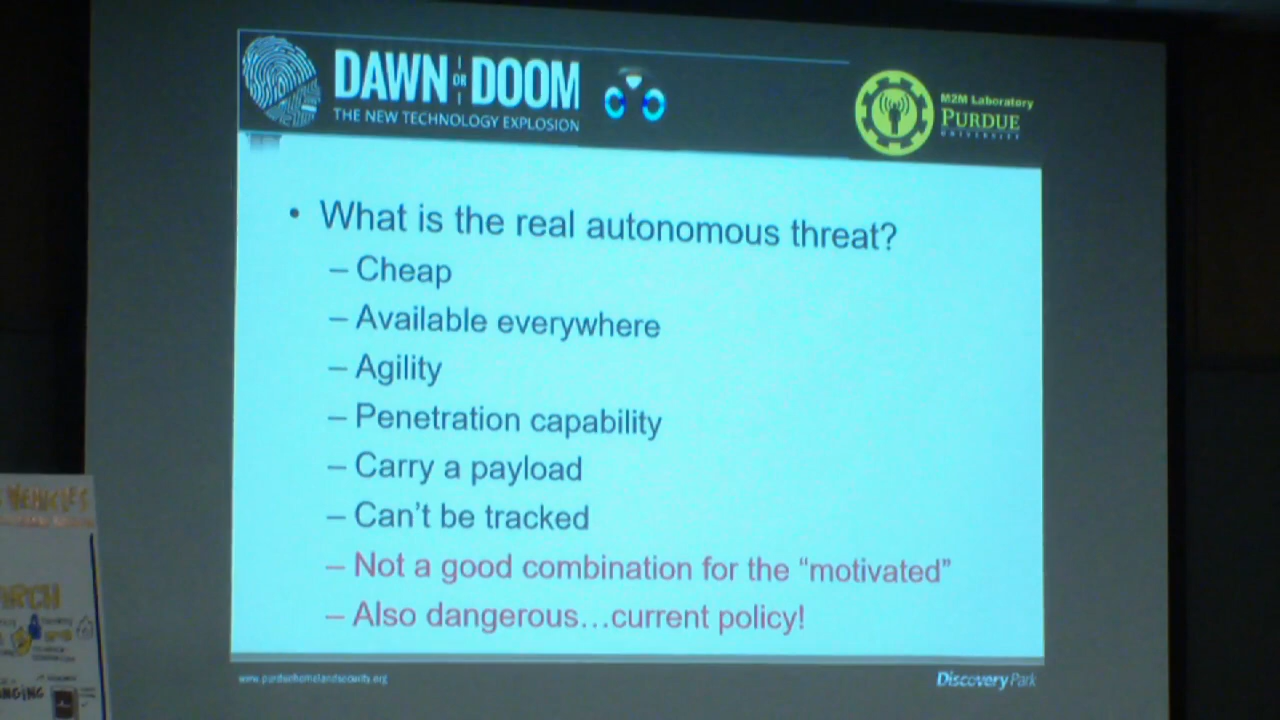 DAWN OR DOOM
THE NEW TECHNOLOGY EXPLOSION
M2M Laboratory
PURDUE
UNIVERSITY
• What is the real autonomous threat?
– Cheap
– Available everywhere
– Agility
– Penetration capability
– Carry a payload
– Can't be tracked
– Not a good combination for the “motivated”
– Also dangerous…current policy!
www.purduehomelandsecurity.org
Discovery Park
VEHICLES